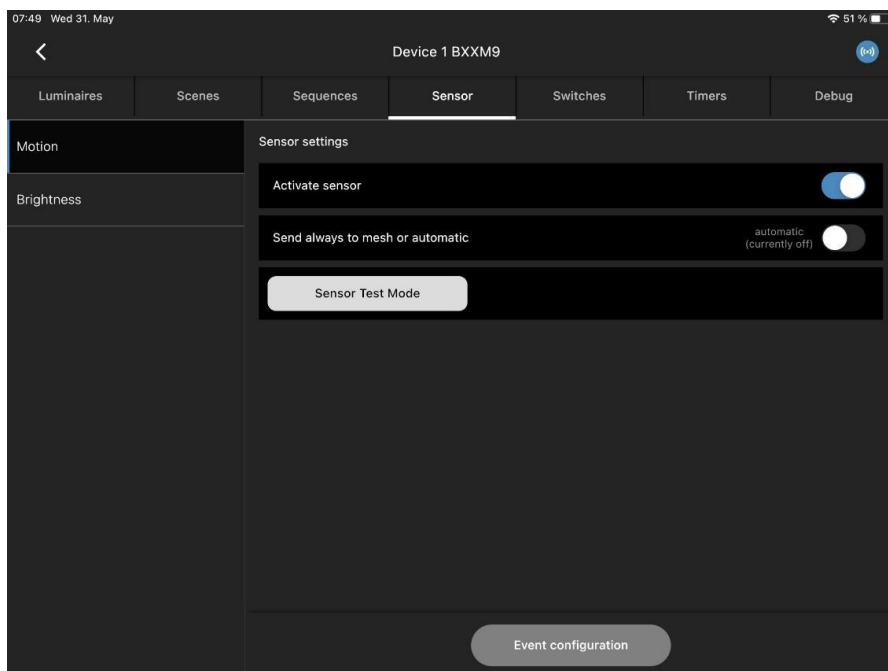 07:49 Wed 31. May
51 %
Device 1 BXXM9
Luminaires Scenes Sequences Sensor Switches Timers Debug
Motion
Brightness
Sensor settings
Activate sensor
Send always to mesh or automatic
automatic
(currently off)
Sensor Test Mode
Event configuration